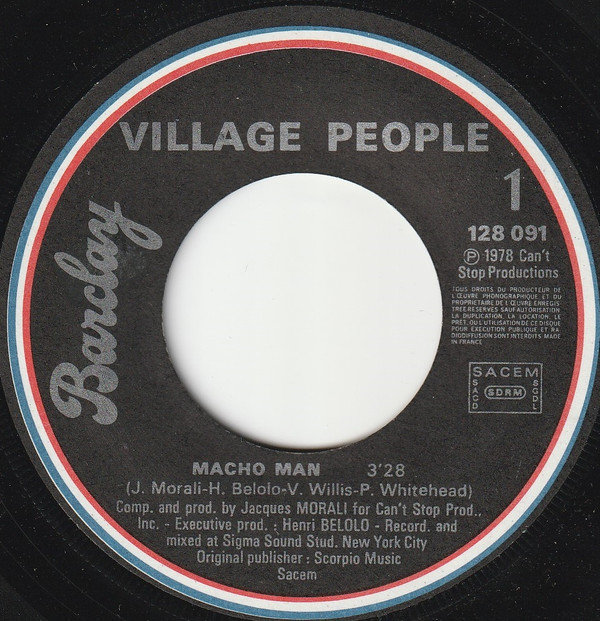 VILLAGE PEOPLE
Barclay
1
128 091
Ⓟ 1978 Can't
Stop Productions
TOUS DROITS DU PRODUCTEUR DE
L'ŒUVRE PHONOGRAPHIQUE ET DU
PROPRIETAIRE DE L'ŒUVRE ENREGIS-
TREE RESERVES SAUF AUTORISATION
LA DUPLICATION, LA LOCATION, LE
PRET, OU L'UTILISATION DE CE DISQUE
POUR EXECUTION PUBLIQUE ET RA
DIODIFFUSION SONT INTERDITS MADE
IN FRANCE
SACEM
SACD
SDRM
SGDL
MACHO MAN 3'28
(J. Morali-H. Belolo-V. Willis-P. Whitehead)
Comp. and prod. by Jacques MORALI for Can't Stop Prod.,
Inc. - Executive prod. : Henri BELOLO - Record. and
mixed at Sigma Sound Stud. New York City
Original publisher : Scorpio Music
Sacem